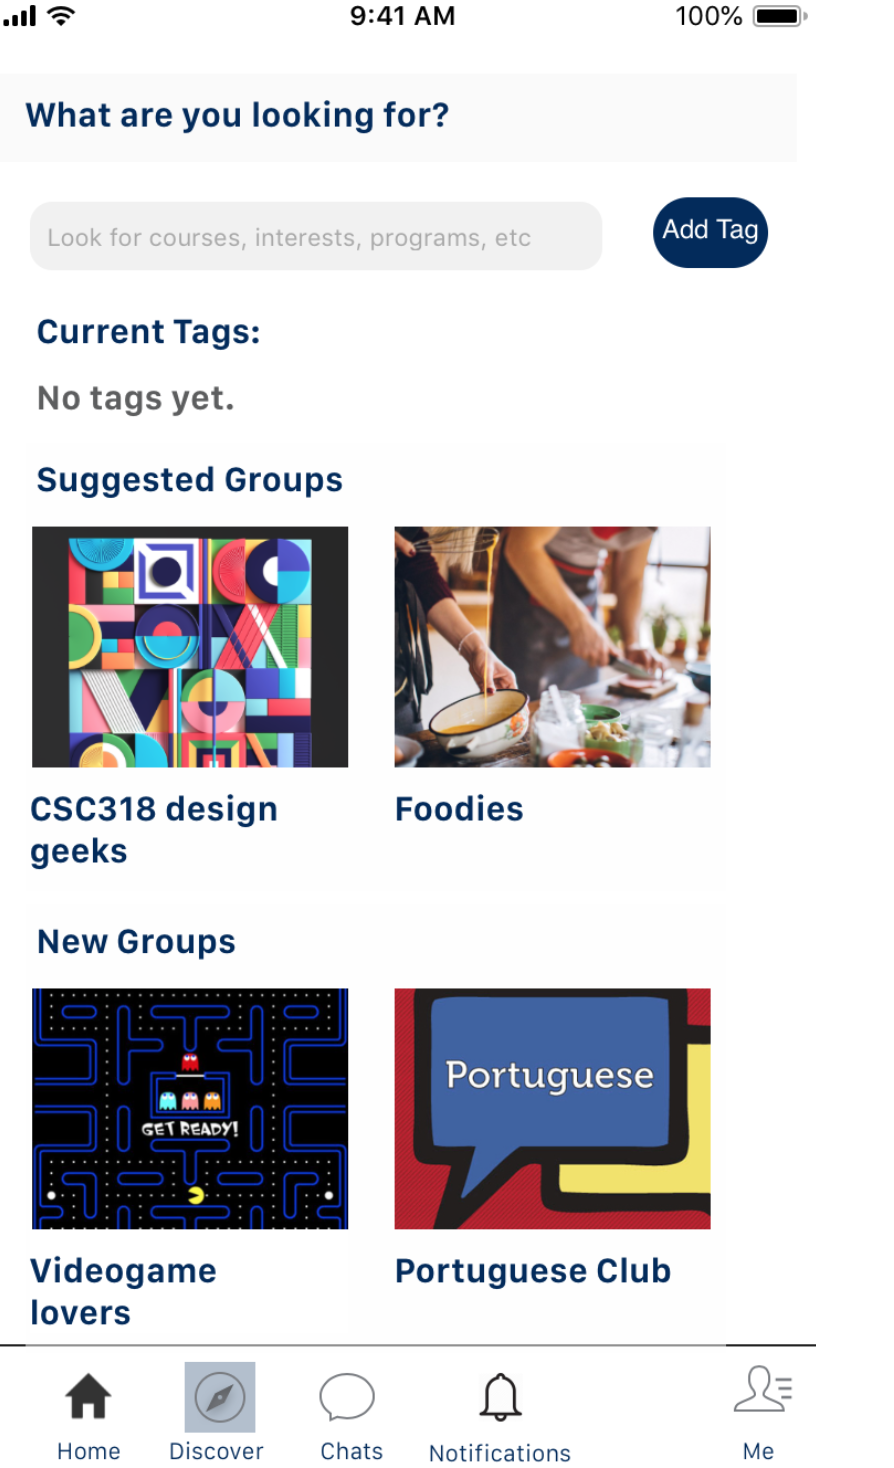 9:41 AM
100%
What are you looking for?
Look for courses, interests, programs, etc
Add Tag
Current Tags:
No tags yet.
Suggested Groups
CSC318 design
geeks
Foodies
New Groups
GET READY!
Portuguese
Videogame
lovers
Portuguese Club
Home
Discover
Chats
Notifications
Me